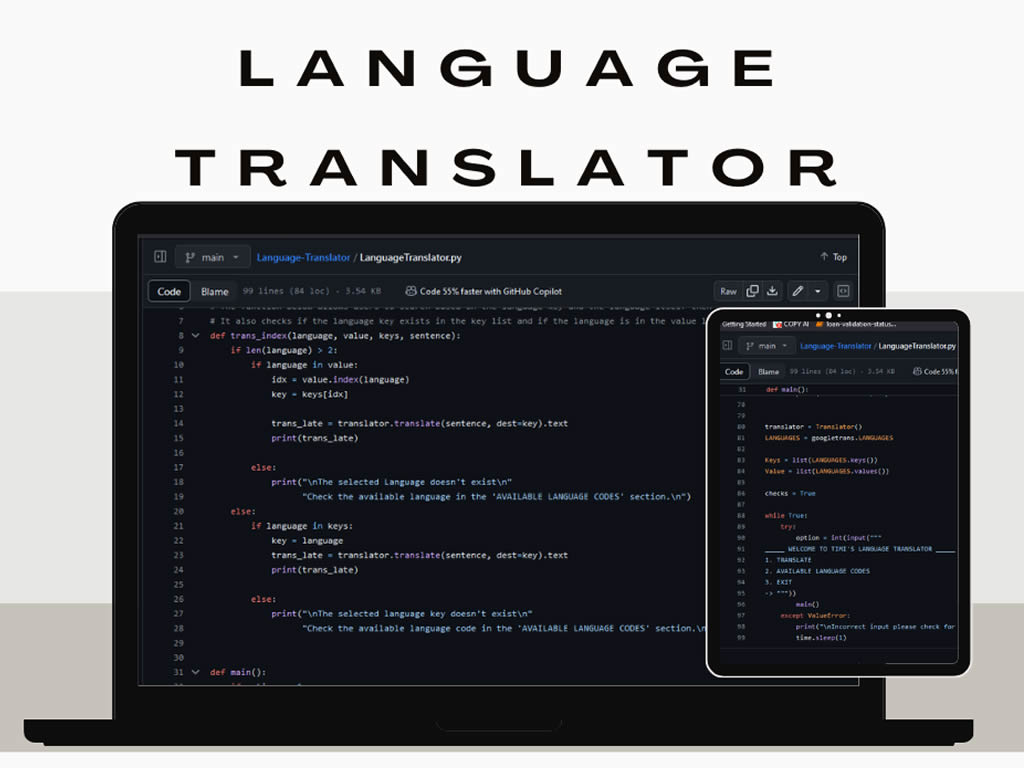 LANGUAGE
TRANSLATOR
main
Language-Translator / LanguageTranslator.py
Top
Code
Blame
99 lines (84 loc) · 3.54 KB
Code 55% faster with GitHub Copilot
Raw
7 # It also checks if the language key exists in the key list and if the language is in the value
8 def trans_index(language, value, keys, sentence):
9 if len(language) > 2:
10 if language in value:
11 idx = value.index(language)
12 key = keys[idx]
13
14 trans_late = translator.translate(sentence, dest=key).text
15 print(trans_late)
16
17 else:
18 print("\nThe selected Language doesn't exist\n"
19 "Check the available language in the 'AVAILABLE LANGUAGE CODES' section.\n")
20 else:
21 if language in keys:
22 key = language
23 trans_late = translator.translate(sentence, dest=key).text
24 print(trans_late)
25
26 else:
27 print("\nThe selected language key doesn't exist\n"
28 "Check the available language code in the 'AVAILABLE LANGUAGE CODES' section.\n
29
30
31 def main():
Getting Started
COPY AI
loan-validation-status...
main
Language-Translator / LanguageTranslator.py
Code
Blame
99 lines (84 loc) · 3.54 KB
Code 55% f
31 def main():
78
79
80 translator = Translator()
81 LANGUAGES = googletrans.LANGUAGES
82
83 Keys = list(LANGUAGES.keys())
84 Value = list(LANGUAGES.values())
85
86 checks = True
87
88 while True:
89 try:
90 option = int(input("""
91 _____ WELCOME TO TIMI'S LANGUAGE TRANSLATOR _____
92 1. TRANSLATE
93 2. AVAILABLE LANGUAGE CODES
94 3. EXIT
95 -> """))
96 main()
97 except ValueError:
98 print("\nIncorrect input please check for
99 time.sleep(1)